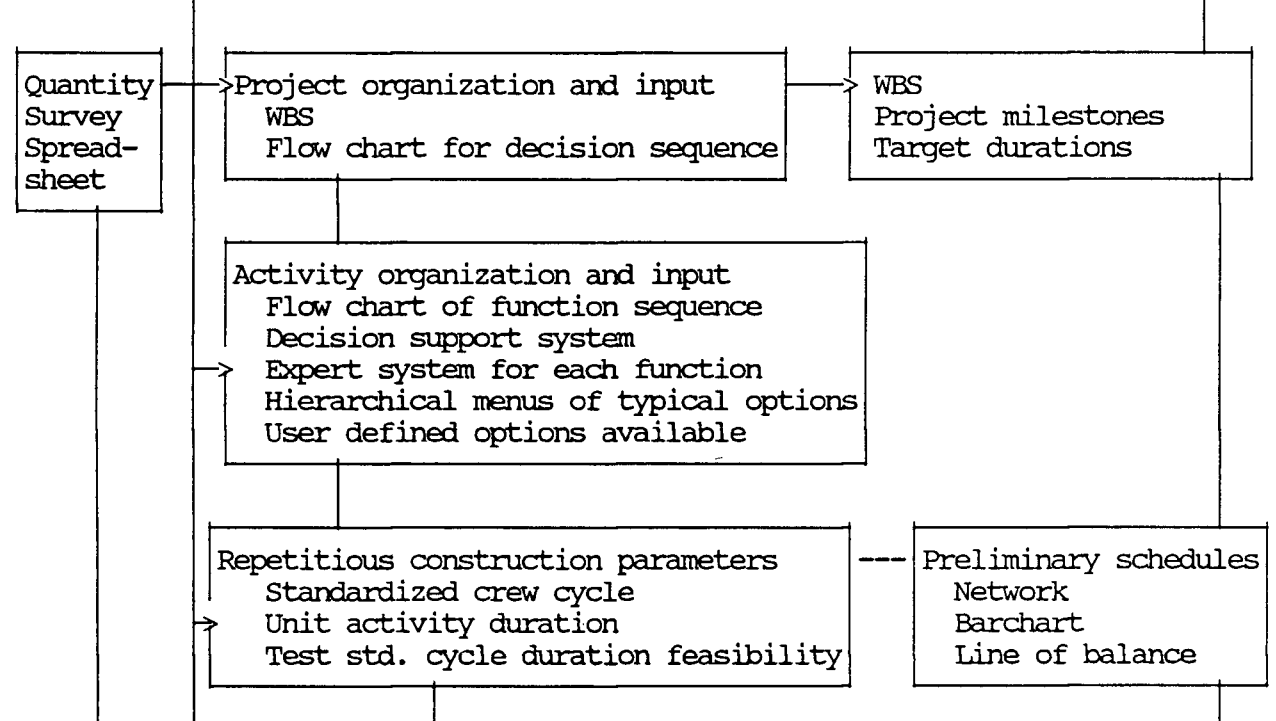 Quantity
Survey
Spread-
sheet
Project organization and input
WBS
Flow chart for decision sequence
WBS
Project milestones
Target durations
Activity organization and input
Flow chart of function sequence
Decision support system
Expert system for each function
Hierarchical menus of typical options
User defined options available
Repetitious construction parameters
Standardized crew cycle
Unit activity duration
Test std. cycle duration feasibility
Preliminary schedules
Network
Barchart
Line of balance